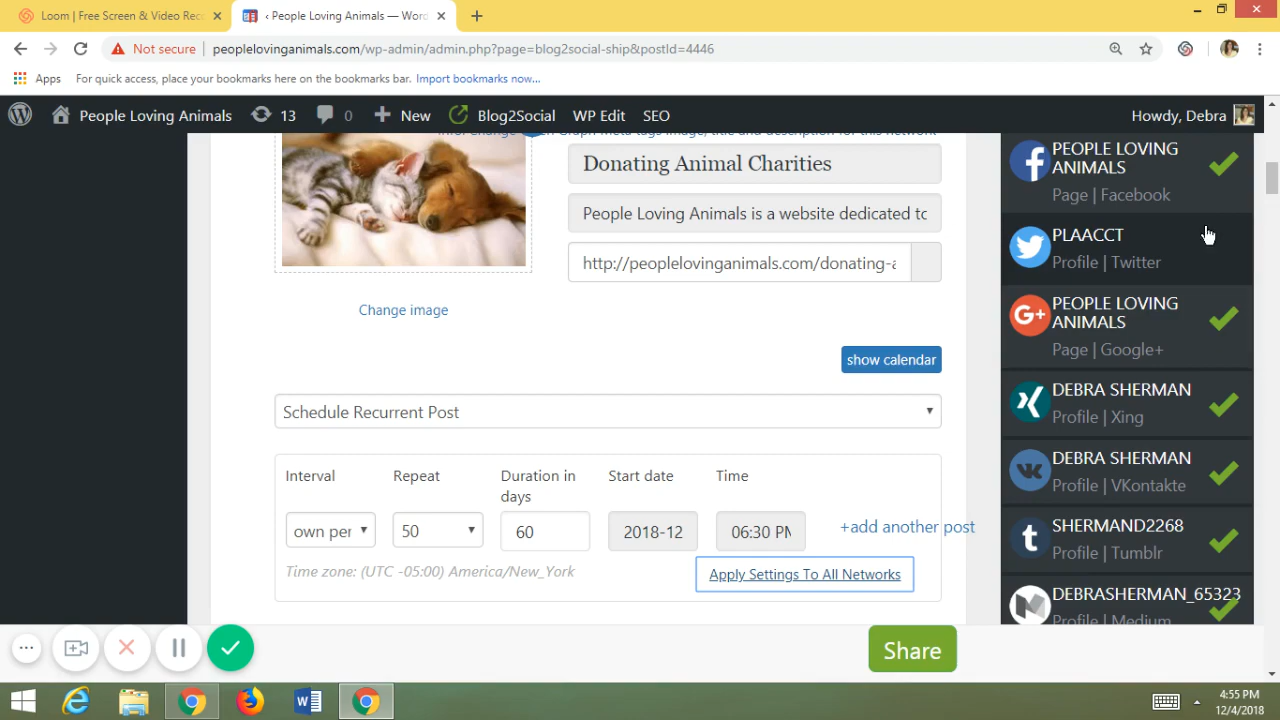 Loom | Free Screen & Video Rec
‹ People Loving Animals — Word
Not secure
peoplelovinganimals.com/wp-admin/admin.php?page=blog2social-ship&postId=4446
Apps
For quick access, place your bookmarks here on the bookmarks bar. Import bookmarks now...
People Loving Animals
13
0
New
Blog2Social
WP Edit
SEO
Howdy, Debra
Donating Animal Charities
People Loving Animals is a website dedicated to
http://peoplelovinganimals.com/donating-a
Change image
show calendar
Schedule Recurrent Post
Interval
Repeat
Duration in days
Start date
Time
own per
50
60
2018-12
06:30 PM
+add another post
Time zone: (UTC -05:00) America/New_York
Apply Settings To All Networks
PEOPLE LOVING
ANIMALS
Page | Facebook
PLAACCT
Profile | Twitter
G+
PEOPLE LOVING
ANIMALS
Page | Google+
DEBRA SHERMAN
Profile | Xing
DEBRA SHERMAN
Profile | VKontakte
SHERMAND2268
Profile | Tumblr
DEBRASHERMAN_65323
Profile | Medium
Share
4:55 PM
12/4/2018